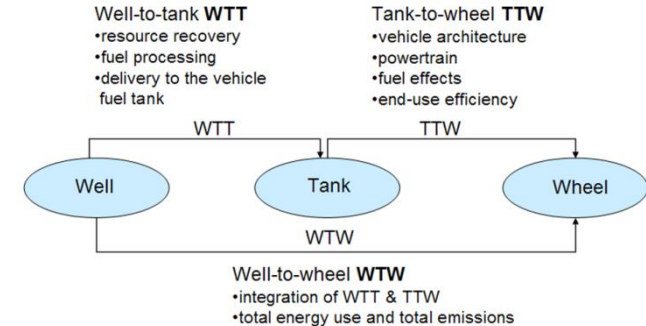 Well-to-tank WTT
•resource recovery
•fuel processing
•delivery to the vehicle
fuel tank
Tank-to-wheel TTW
•vehicle architecture
•powertrain
•fuel effects
•end-use efficiency
WTT
TTW
Well
Tank
Wheel
WTW
Well-to-wheel WTW
•integration of WTT & TTW
•total energy use and total emissions